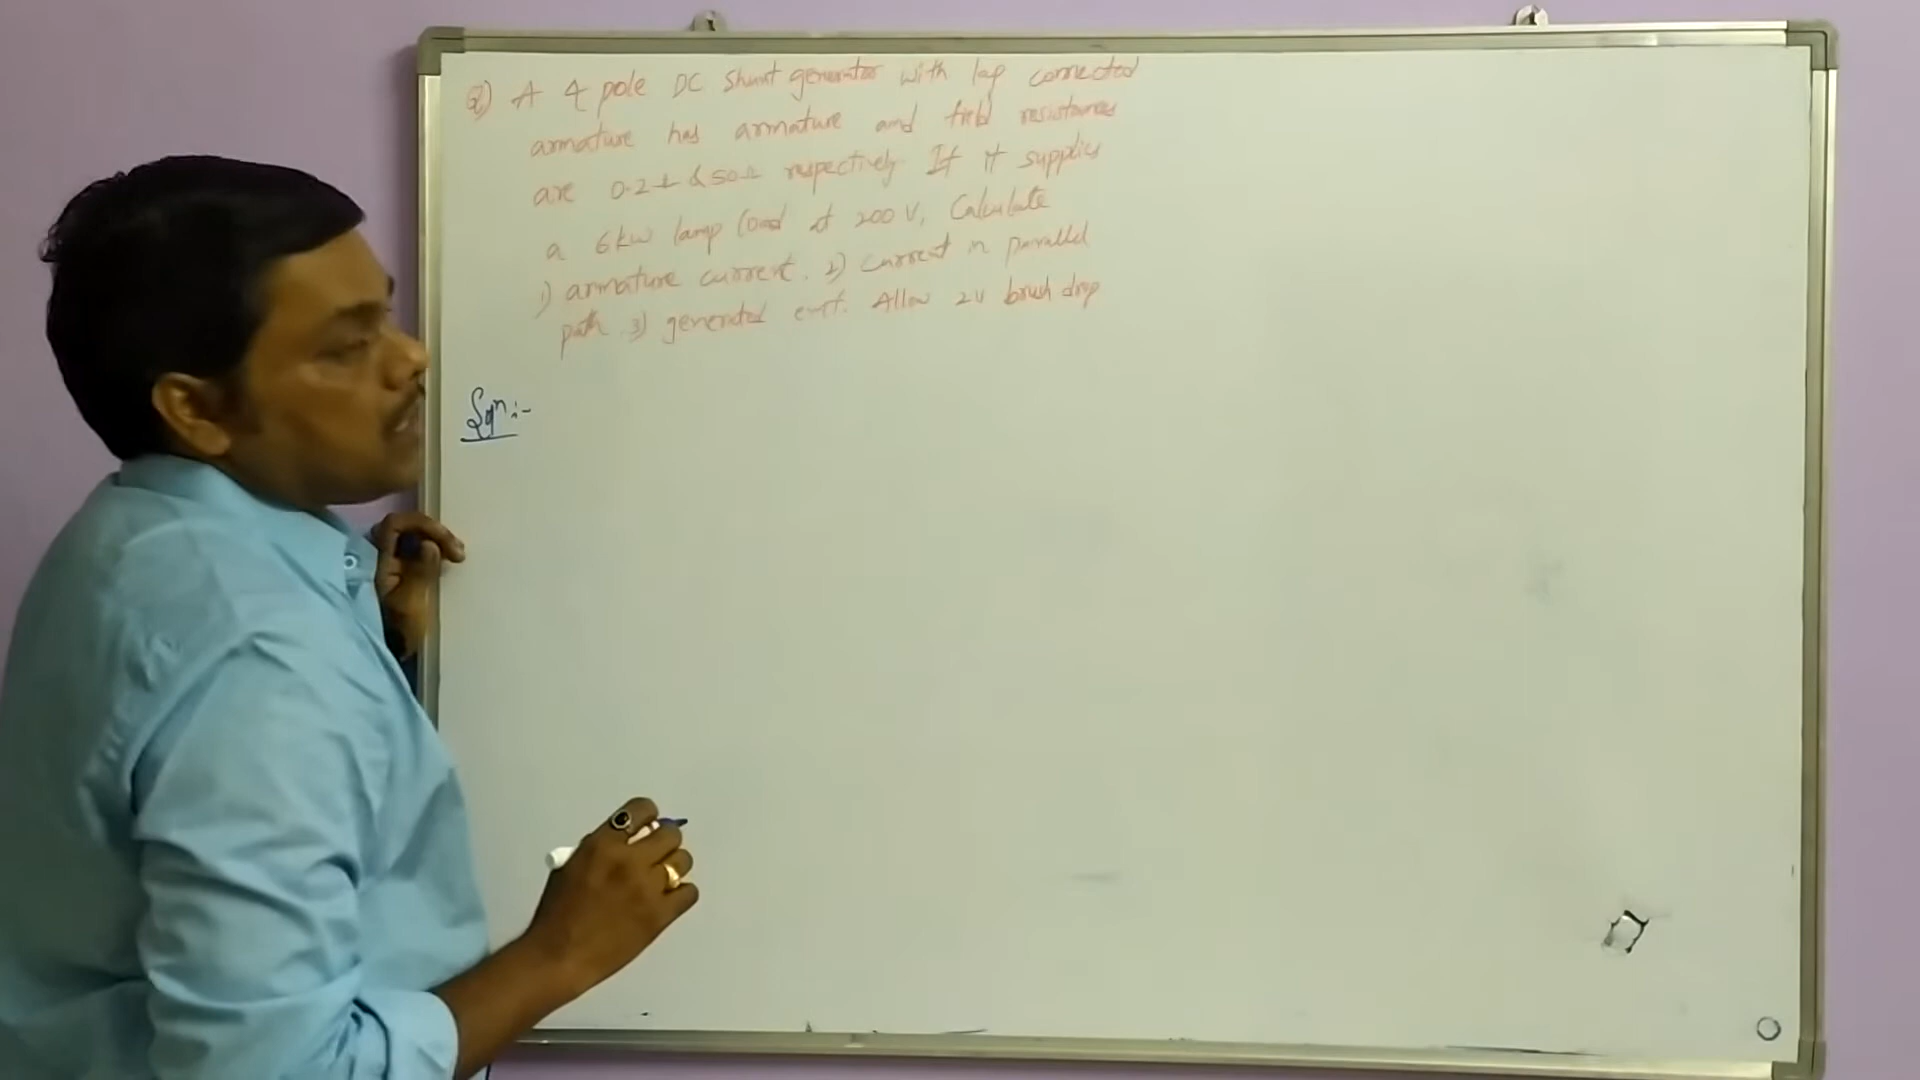 Q) A 4 pole DC Shunt generator with lap connected
armature has armature and field resistances
are 0.2 & 50Ω respectively. If it supplies
a 6kw lamp load at 200 V, Calculate
1) armature current. 2) current in parallel
path 3) generated emf. Allow 2V brush drop
Soln:-